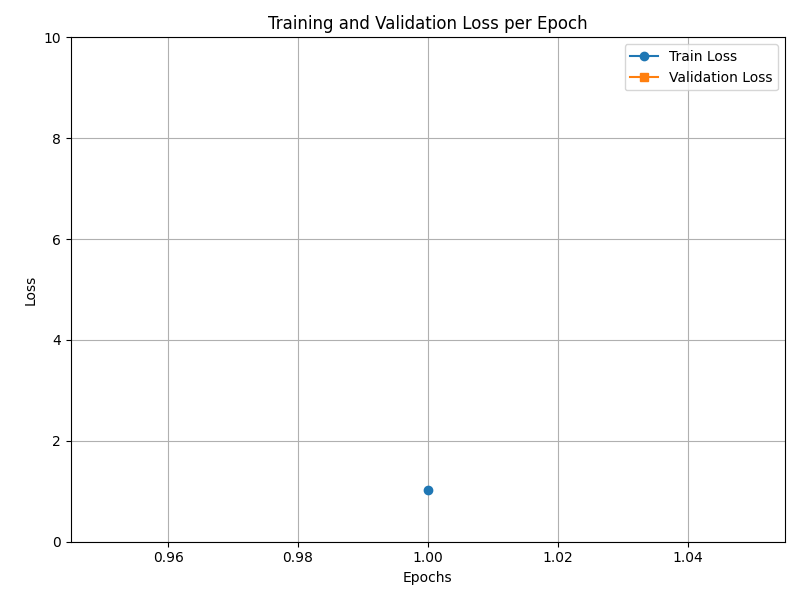 Training and Validation Loss per Epoch
Train Loss
Validation Loss
10
8
6
4
2
0
Loss
0.96
0.98
1.00
1.02
1.04
Epochs